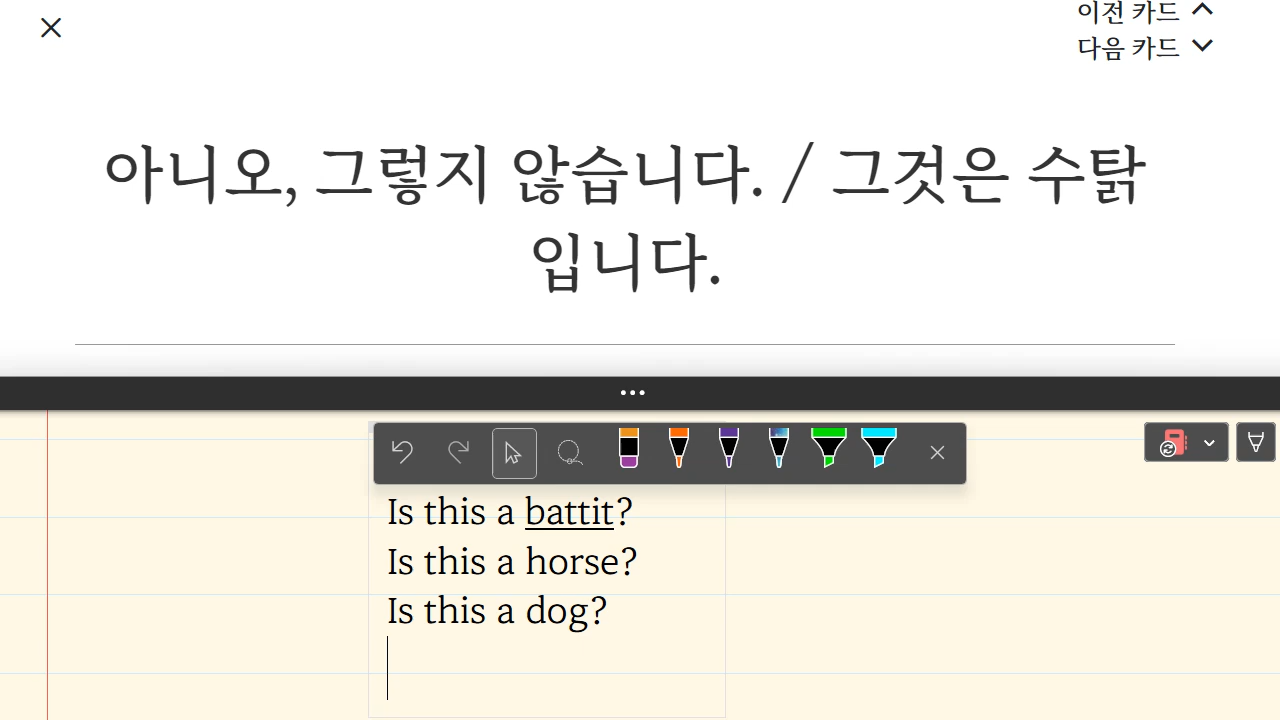 이전 카드
다음 카드
아니오, 그렇지 않습니다. / 그것은 수탉
입니다.
Is this a battit?
Is this a horse?
Is this a dog?